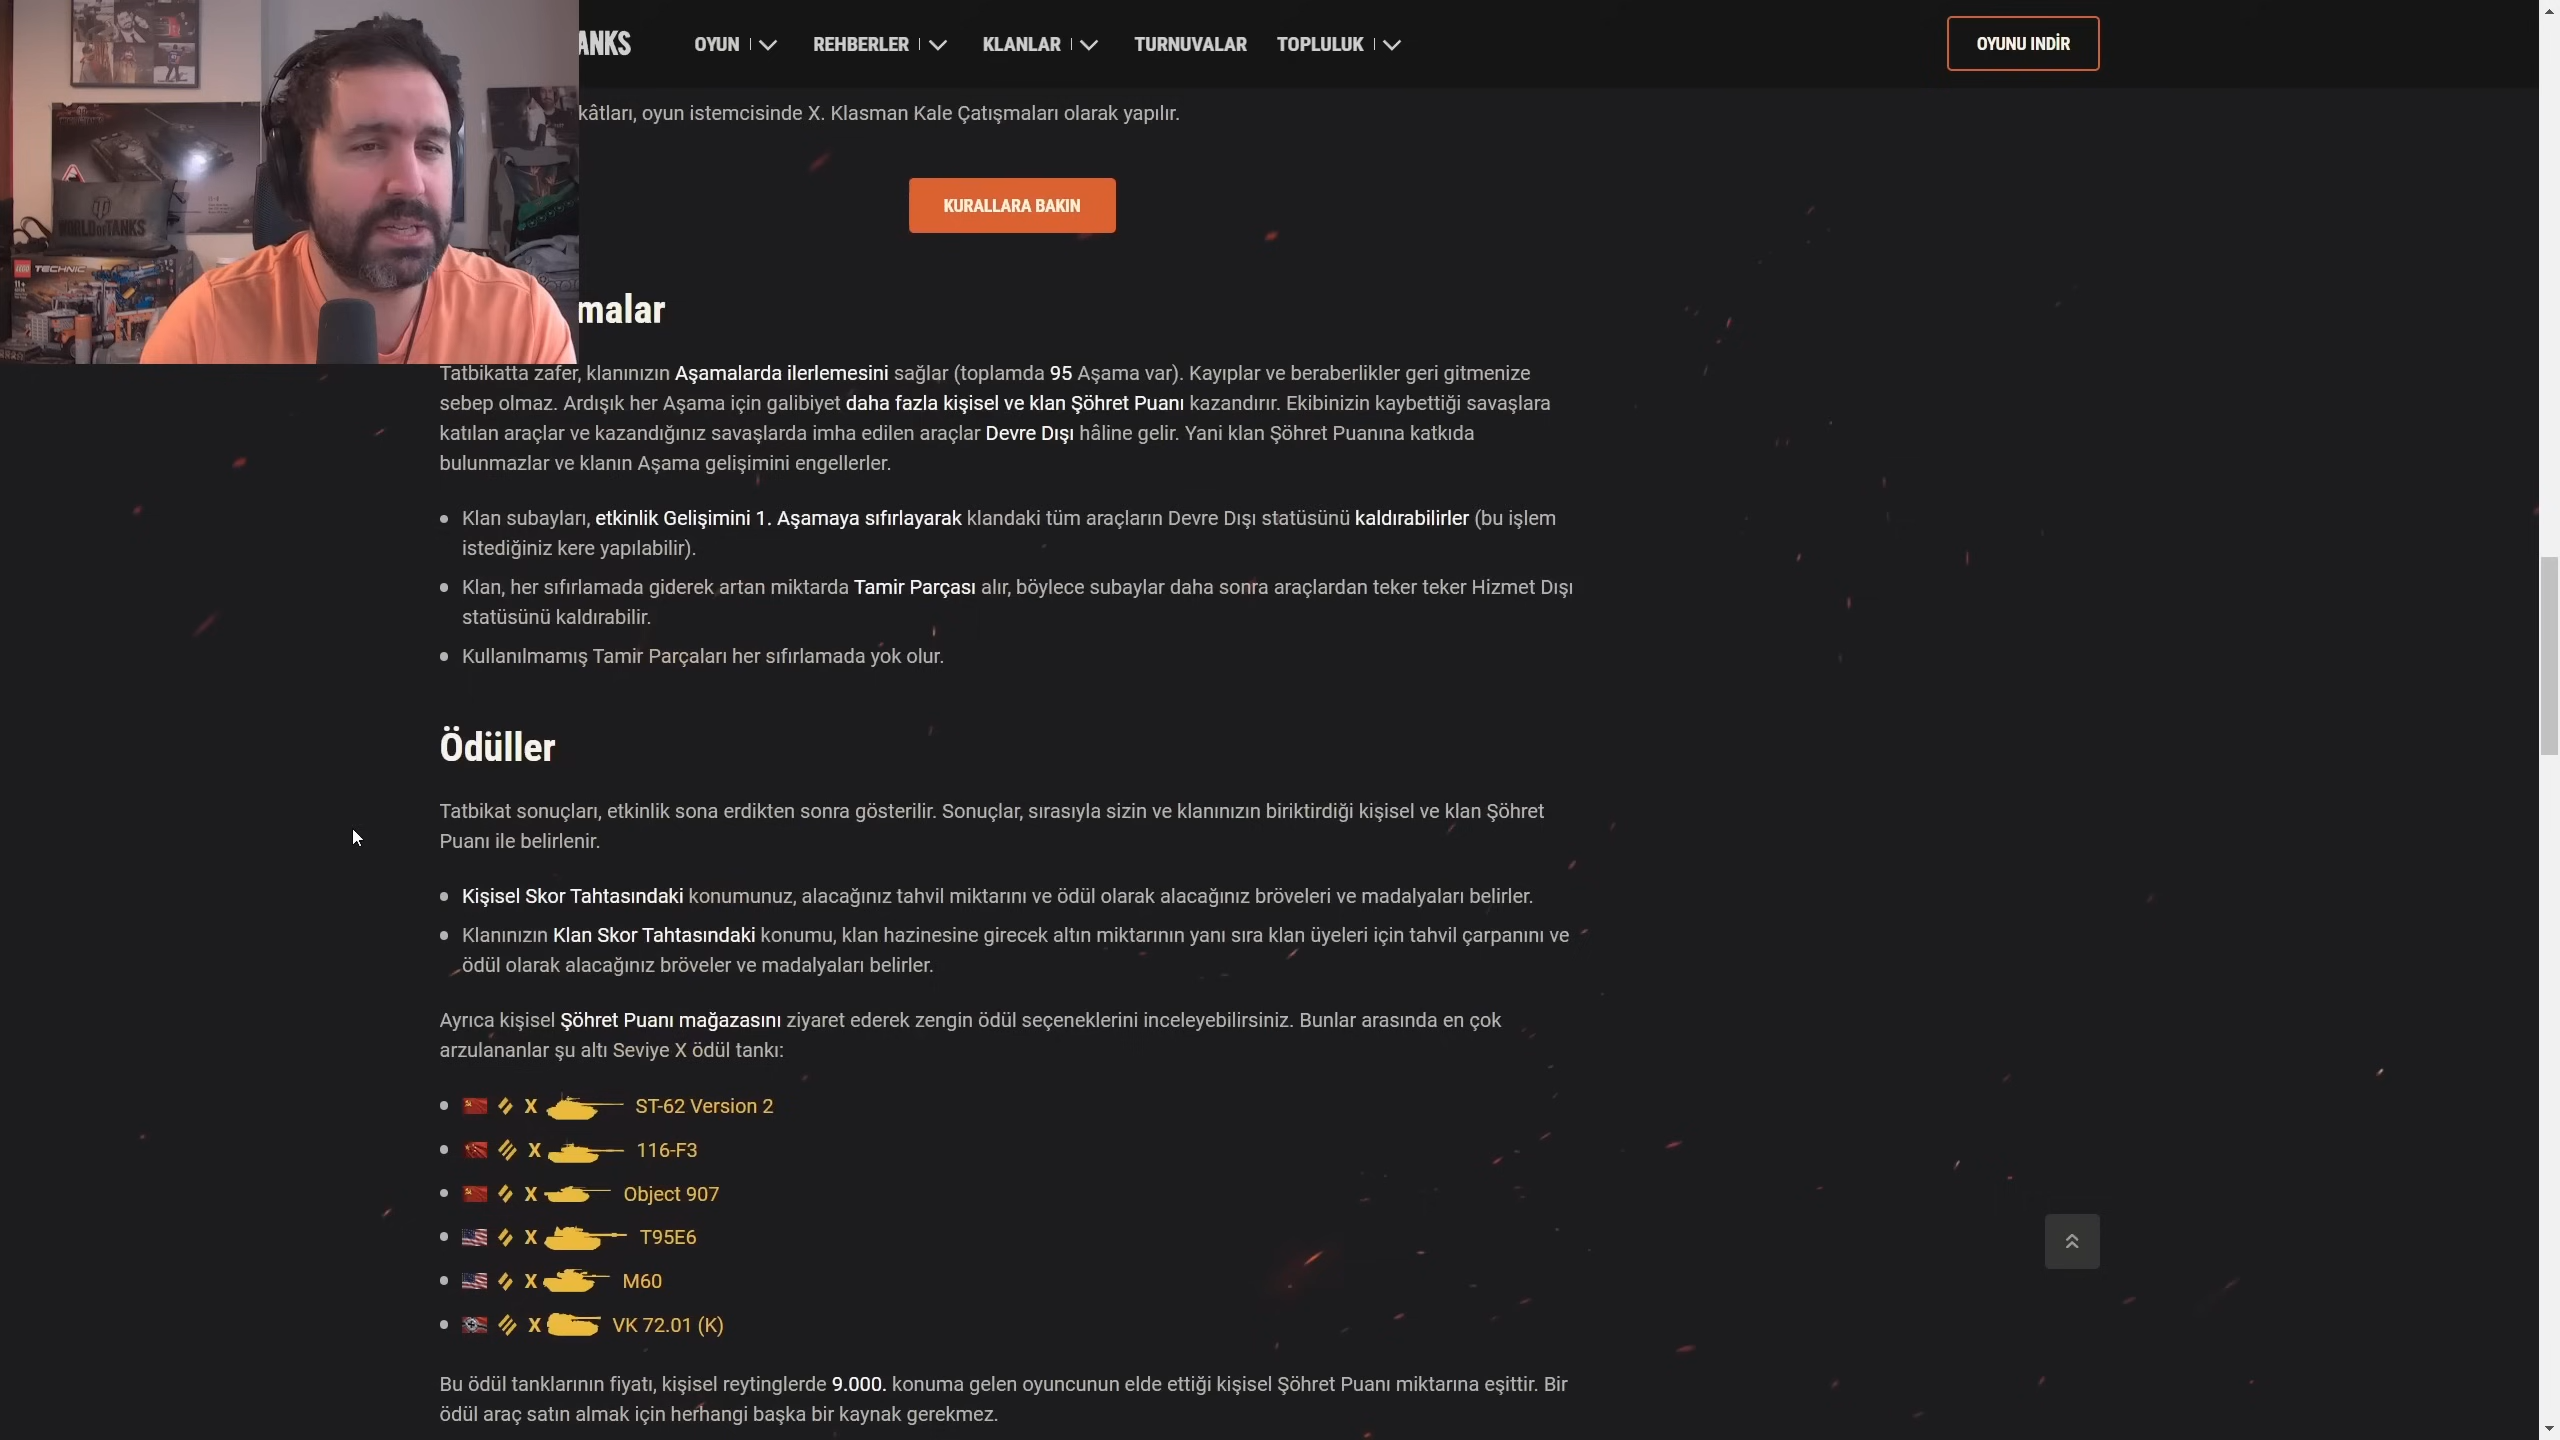 ANKS
OYUN
REHBERLER
KLANLAR
TURNUVALAR
TOPLULUK
OYUNU INDİR
kâtları, oyun istemcisinde X. Klasman Kale Çatışmaları olarak yapılır.
KURALLARA BAKIN
WORLD OF TANKS
LEGO TECHNIC
11+
malar
Tatbikatta zafer, klanınızın Aşamalarda ilerlemesini sağlar (toplamda 95 Aşama var). Kayıplar ve beraberlikler geri gitmenize
sebep olmaz. Ardışık her Aşama için galibiyet daha fazla kişisel ve klan Şöhret Puanı kazandırır. Ekibinizin kaybettiği savaşlara
katılan araçlar ve kazandığınız savaşlarda imha edilen araçlar Devre Dışı hâline gelir. Yani klan Şöhret Puanına katkıda
bulunmazlar ve klanın Aşama gelişimini engellerler.
Klan subayları, etkinlik Gelişimini 1. Aşamaya sıfırlayarak klandaki tüm araçların Devre Dışı statüsünü kaldırabilirler (bu işlem
istediğiniz kere yapılabilir).
Klan, her sıfırlamada giderek artan miktarda Tamir Parçası alır, böylece subaylar daha sonra araçlardan teker teker Hizmet Dışı
statüsünü kaldırabilir.
Kullanılmamış Tamir Parçaları her sıfırlamada yok olur.
Ödüller
Tatbikat sonuçları, etkinlik sona erdikten sonra gösterilir. Sonuçlar, sırasıyla sizin ve klanınızın biriktirdiği kişisel ve klan Şöhret
Puanı ile belirlenir.
Kişisel Skor Tahtasındaki konumunuz, alacağınız tahvil miktarını ve ödül olarak alacağınız bröveleri ve madalyaları belirler.
Klanınızın Klan Skor Tahtasındaki konumu, klan hazinesine girecek altın miktarının yanı sıra klan üyeleri için tahvil çarpanını ve
ödül olarak alacağınız bröveler ve madalyaları belirler.
Ayrıca kişisel Şöhret Puanı mağazasını ziyaret ederek zengin ödül seçeneklerini inceleyebilirsiniz. Bunlar arasında en çok
arzulananlar şu altı Seviye X ödül tankı:
X ST-62 Version 2
X 116-F3
X Object 907
X T95E6
X M60
X VK 72.01 (K)
Bu ödül tanklarının fiyatı, kişisel reytinglerde 9.000. konuma gelen oyuncunun elde ettiği kişisel Şöhret Puanı miktarına eşittir. Bir
ödül araç satın almak için herhangi başka bir kaynak gerekmez.